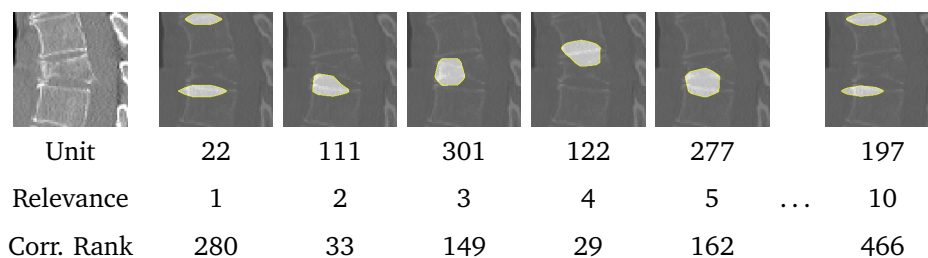 Unit 22 111 301 122 277 197
Relevance 1 2 3 4 5 ... 10
Corr. Rank 280 33 149 29 162 466